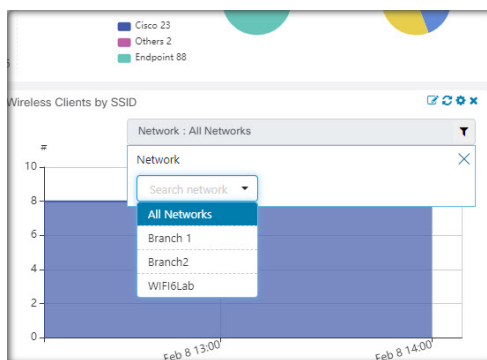 Cisco 23
Others 2
Endpoint 88
Wireless Clients by SSID
Network : All Networks
#
Network
Search network
All Networks
Branch 1
Branch2
WIFI6Lab
10
8
6
4
2
0
Feb 8 13:00
Feb 8 14:00